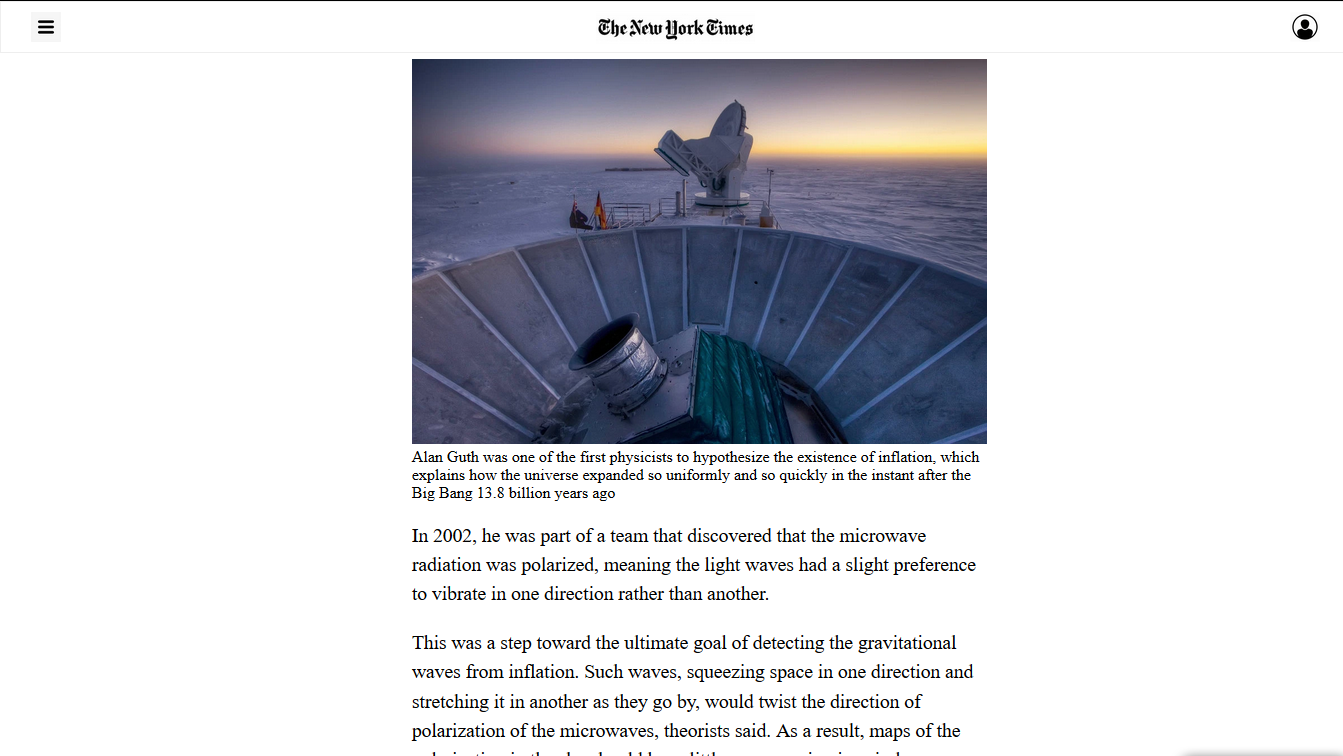 The New York Times
Alan Guth was one of the first physicists to hypothesize the existence of inflation, which
explains how the universe expanded so uniformly and so quickly in the instant after the
Big Bang 13.8 billion years ago
In 2002, he was part of a team that discovered that the microwave
radiation was polarized, meaning the light waves had a slight preference
to vibrate in one direction rather than another.
This was a step toward the ultimate goal of detecting the gravitational
waves from inflation. Such waves, squeezing space in one direction and
stretching it in another as they go by, would twist the direction of
polarization of the microwaves, theorists said. As a result, maps of the